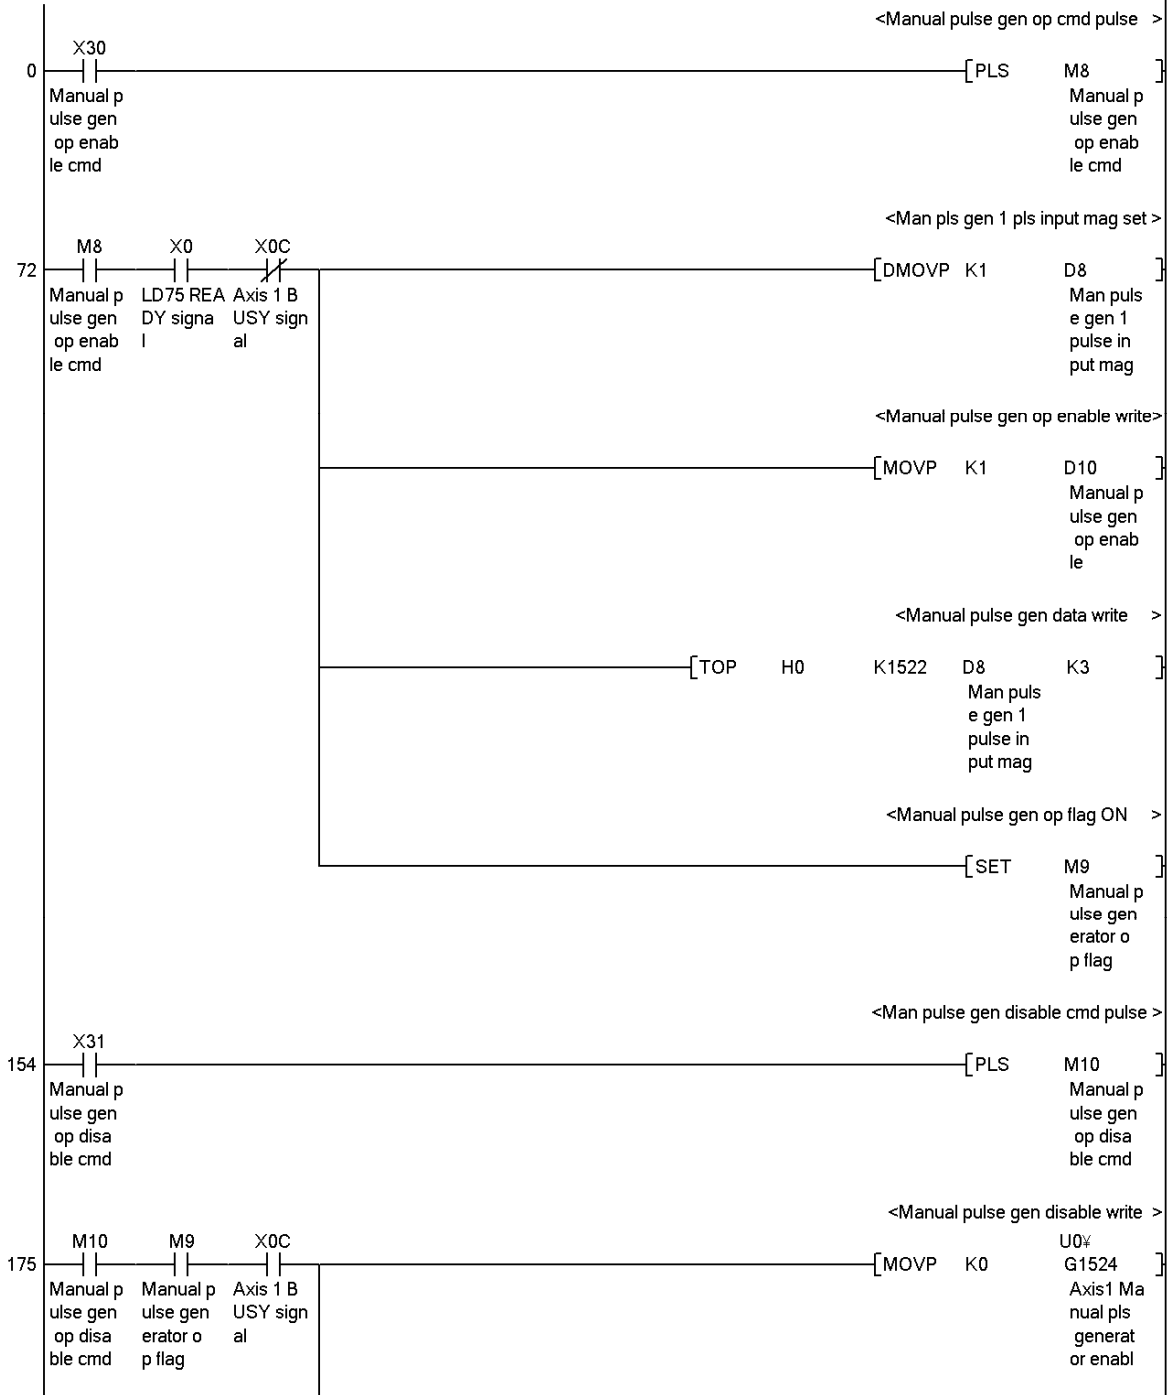 <Manual pulse gen op cmd pulse >
X30
0 [PLS M8 ]
Manual p Manual p
ulse gen ulse gen
op enab op enab
le cmd le cmd
<Man pls gen 1 pls input mag set >
M8 X0 X0C
72 [DMOVP K1 D8 ]
Manual p LD75 REA Axis 1 B Man puls
ulse gen DY signa USY sign e gen 1
op enab l al pulse in
le cmd put mag
<Manual pulse gen op enable write>
[MOVP K1 D10 ]
Manual p
ulse gen
op enab
le
<Manual pulse gen data write >
[TOP H0 K1522 D8 K3 ]
Man puls
e gen 1
pulse in
put mag
<Manual pulse gen op flag ON >
[SET M9 ]
Manual p
ulse gen
erator o
p flag
<Man pulse gen disable cmd pulse >
X31
154 [PLS M10 ]
Manual p Manual p
ulse gen ulse gen
op disa op disa
ble cmd ble cmd
<Manual pulse gen disable write >
M10 M9 X0C U0¥
175 [MOVP K0 G1524 ]
Manual p Manual p Axis 1 B Axis1 Ma
ulse gen ulse gen USY sign nual pls
op disa erator o al generat
ble cmd p flag or enabl